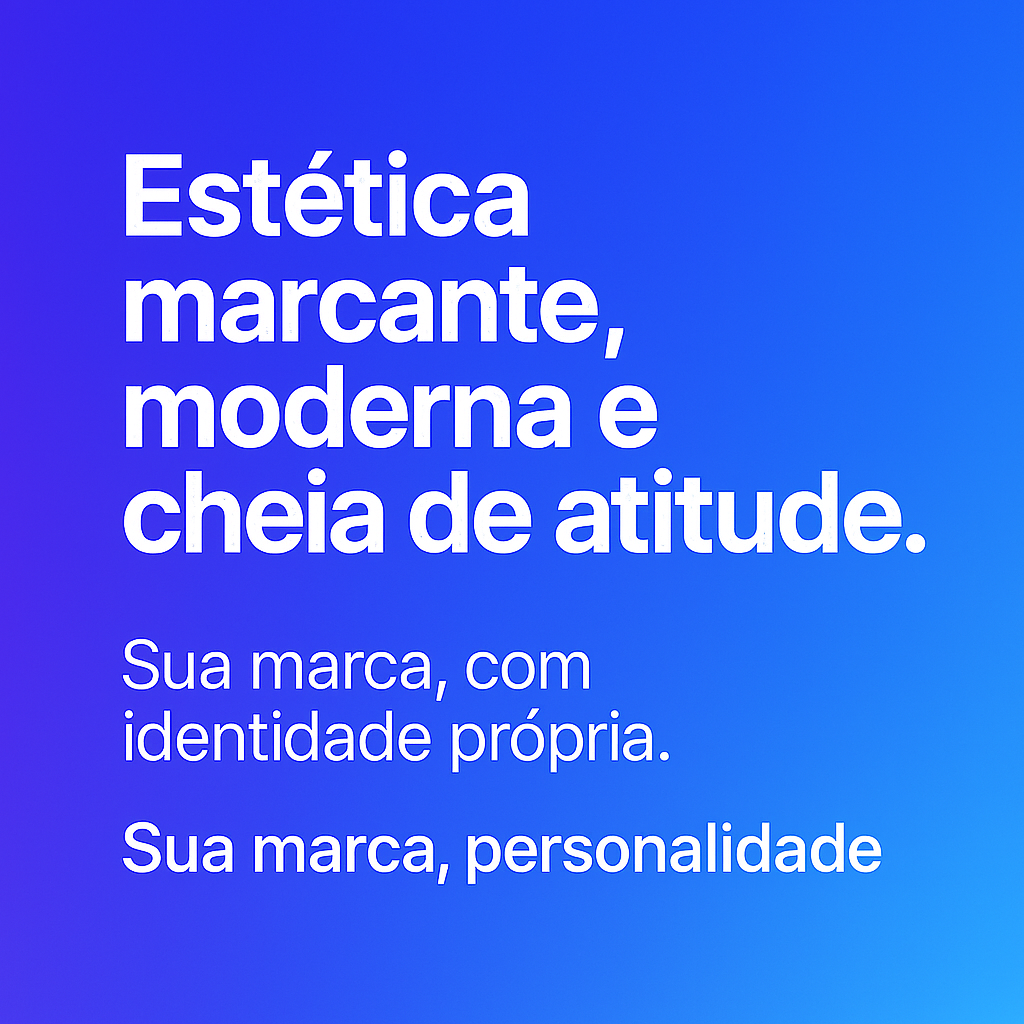 Estética
marcante,
moderna e
cheia de atitude.
Sua marca, com
identidade própria.
Sua marca, personalidade